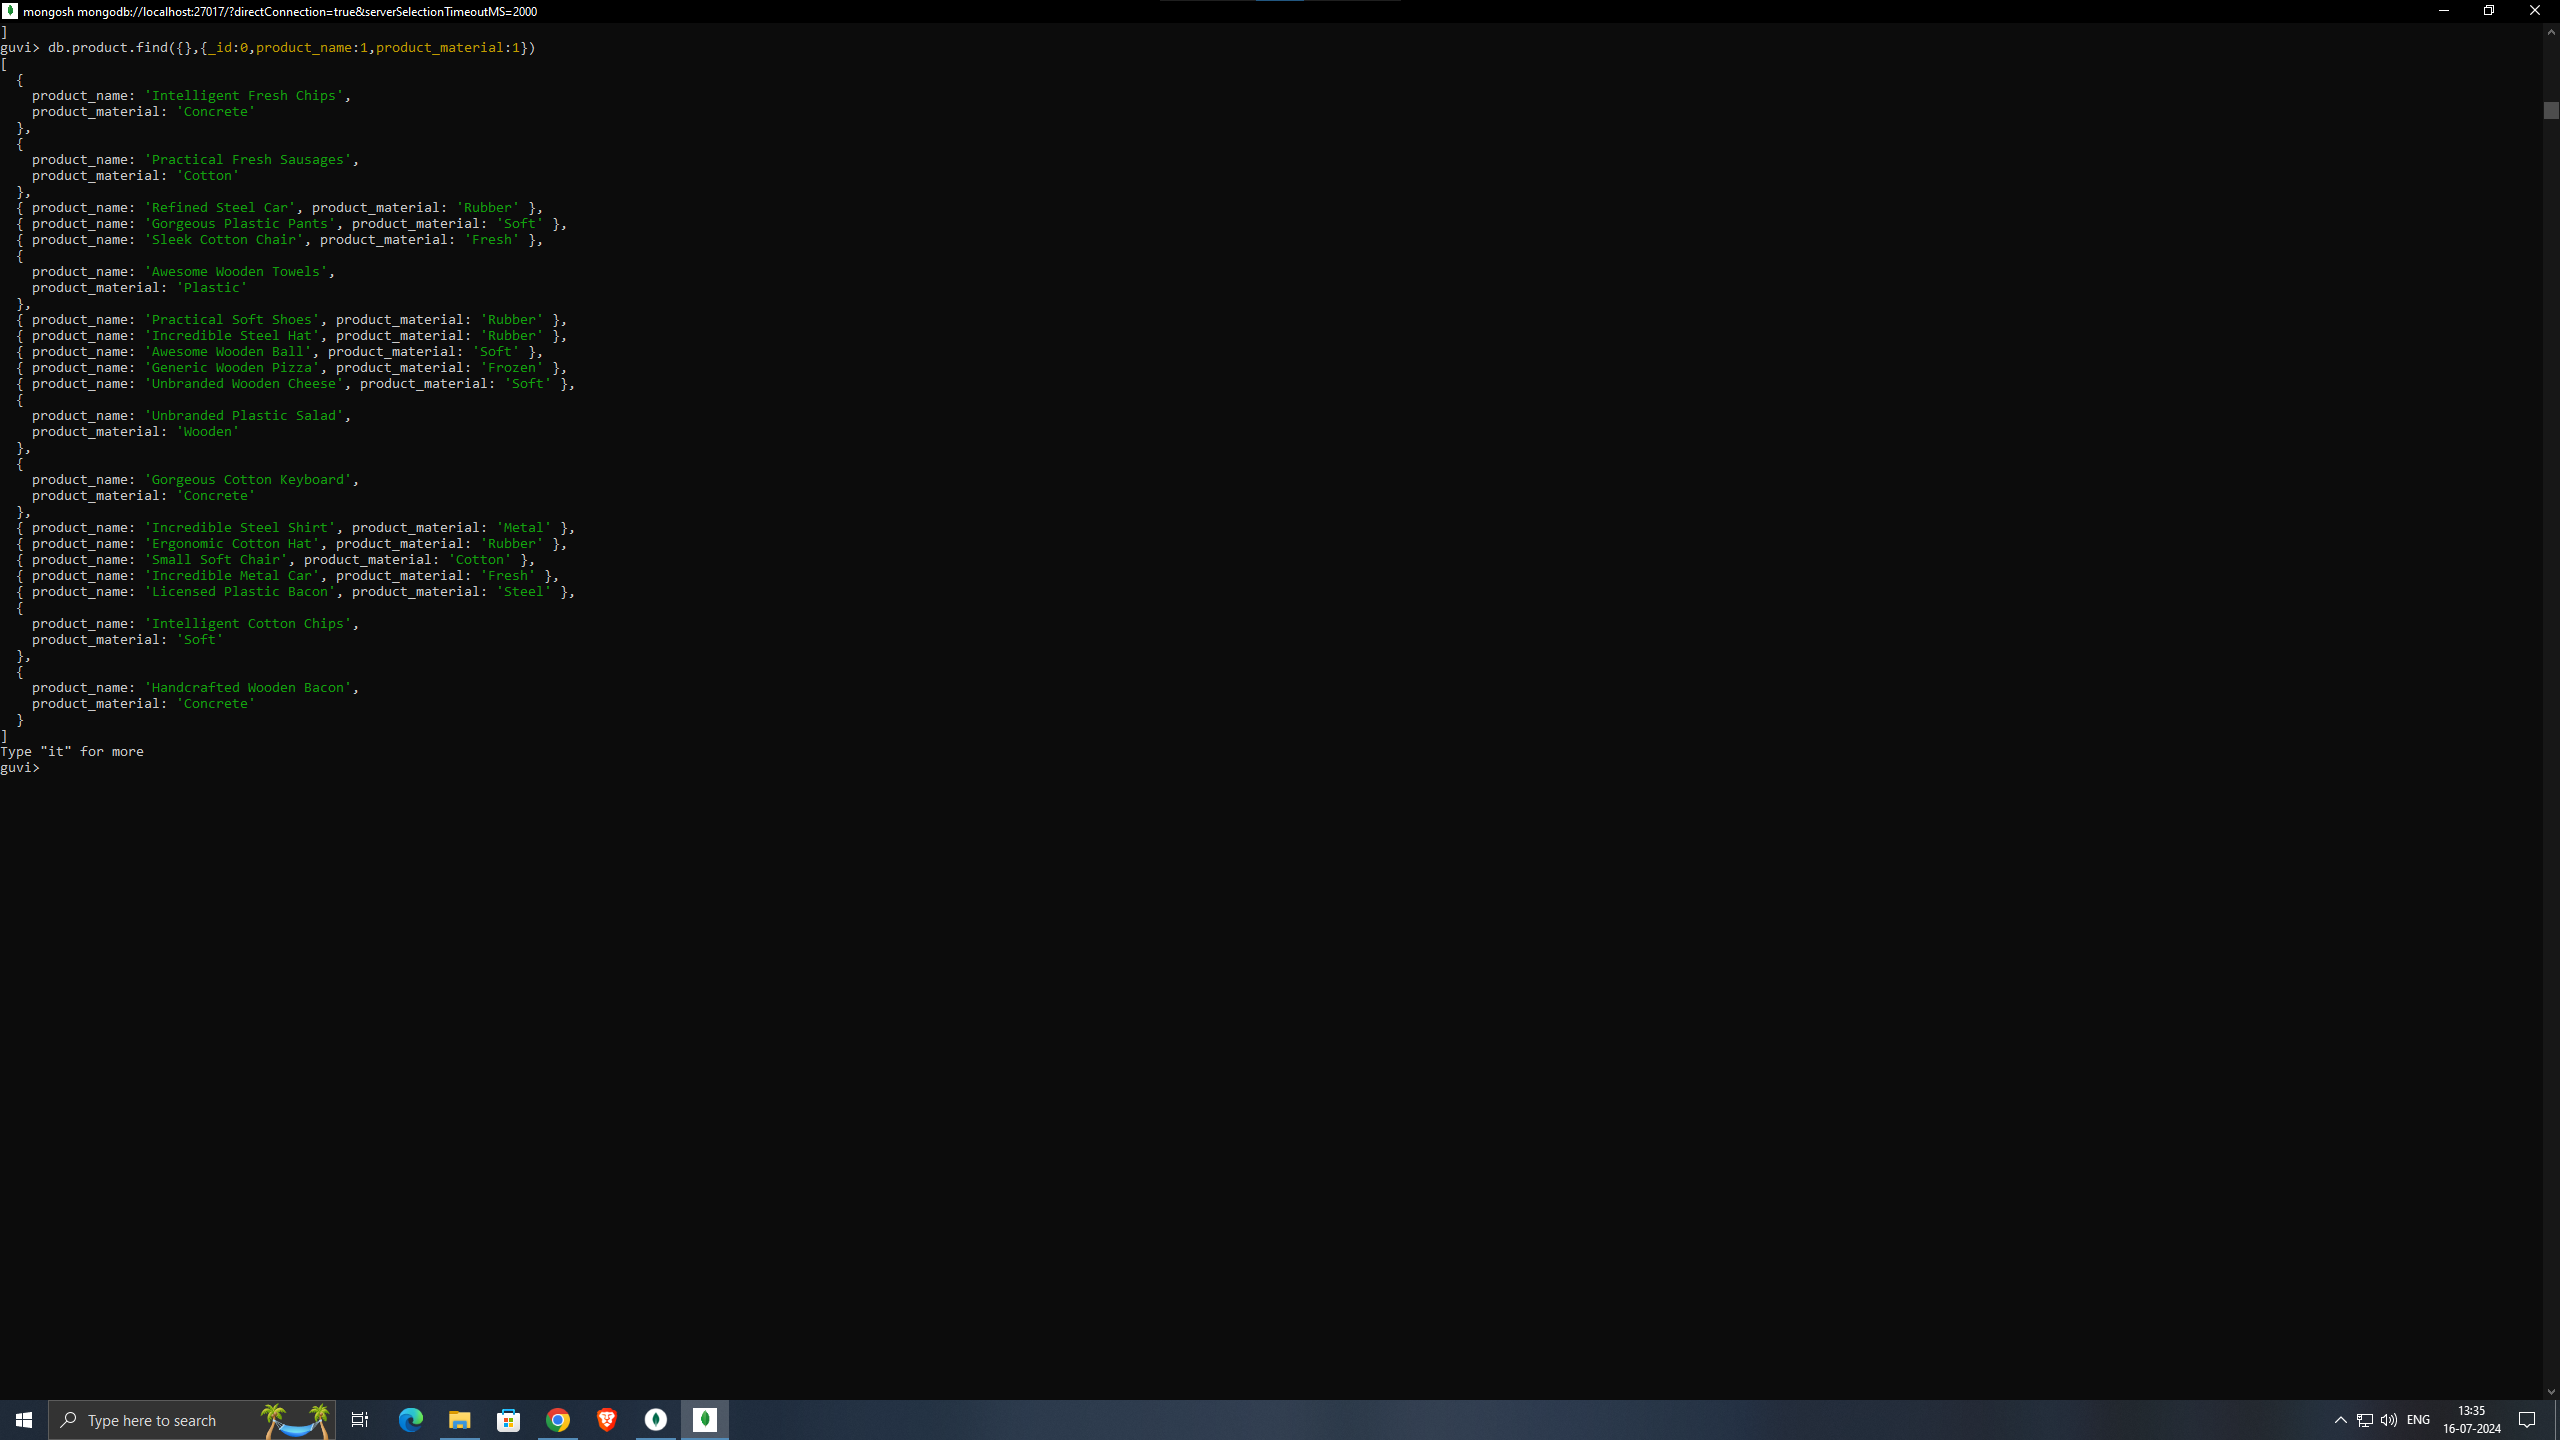 mongosh mongodb://localhost:27017/?directConnection=true&serverSelectionTimeoutMS=2000
]
guvi> db.product.find({},{_id:0,product_name:1,product_material:1})
[
  {
    product_name: 'Intelligent Fresh Chips',
    product_material: 'Concrete'
  },
  {
    product_name: 'Practical Fresh Sausages',
    product_material: 'Cotton'
  },
  { product_name: 'Refined Steel Car', product_material: 'Rubber' },
  { product_name: 'Gorgeous Plastic Pants', product_material: 'Soft' },
  { product_name: 'Sleek Cotton Chair', product_material: 'Fresh' },
  {
    product_name: 'Awesome Wooden Towels',
    product_material: 'Plastic'
  },
  { product_name: 'Practical Soft Shoes', product_material: 'Rubber' },
  { product_name: 'Incredible Steel Hat', product_material: 'Rubber' },
  { product_name: 'Awesome Wooden Ball', product_material: 'Soft' },
  { product_name: 'Generic Wooden Pizza', product_material: 'Frozen' },
  { product_name: 'Unbranded Wooden Cheese', product_material: 'Soft' },
  {
    product_name: 'Unbranded Plastic Salad',
    product_material: 'Wooden'
  },
  {
    product_name: 'Gorgeous Cotton Keyboard',
    product_material: 'Concrete'
  },
  { product_name: 'Incredible Steel Shirt', product_material: 'Metal' },
  { product_name: 'Ergonomic Cotton Hat', product_material: 'Rubber' },
  { product_name: 'Small Soft Chair', product_material: 'Cotton' },
  { product_name: 'Incredible Metal Car', product_material: 'Fresh' },
  { product_name: 'Licensed Plastic Bacon', product_material: 'Steel' },
  {
    product_name: 'Intelligent Cotton Chips',
    product_material: 'Soft'
  },
  {
    product_name: 'Handcrafted Wooden Bacon',
    product_material: 'Concrete'
  }
]
Type "it" for more
guvi>
Type here to search
ENG
13:35
16-07-2024